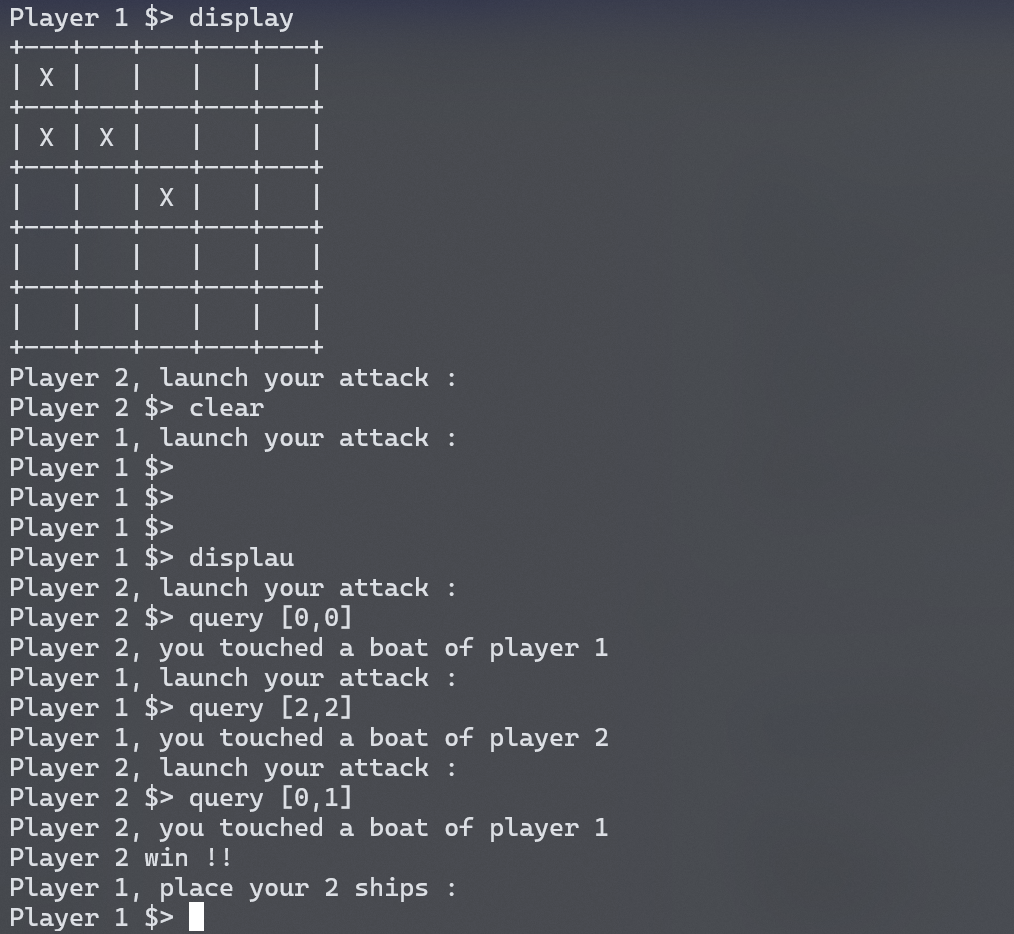 Player 1 $> display
+---+---+---+---+---+
| X |   |   |   |   |
+---+---+---+---+---+
| X | X |   |   |   |
+---+---+---+---+---+
|   |   | X |   |   |
+---+---+---+---+---+
|   |   |   |   |   |
+---+---+---+---+---+
|   |   |   |   |   |
+---+---+---+---+---+
Player 2, launch your attack :
Player 2 $> clear
Player 1, launch your attack :
Player 1 $>
Player 1 $>
Player 1 $>
Player 1 $> displau
Player 2, launch your attack :
Player 2 $> query [0,0]
Player 2, you touched a boat of player 1
Player 1, launch your attack :
Player 1 $> query [2,2]
Player 1, you touched a boat of player 2
Player 2, launch your attack :
Player 2 $> query [0,1]
Player 2, you touched a boat of player 1
Player 2 win !!
Player 1, place your 2 ships :
Player 1 $>